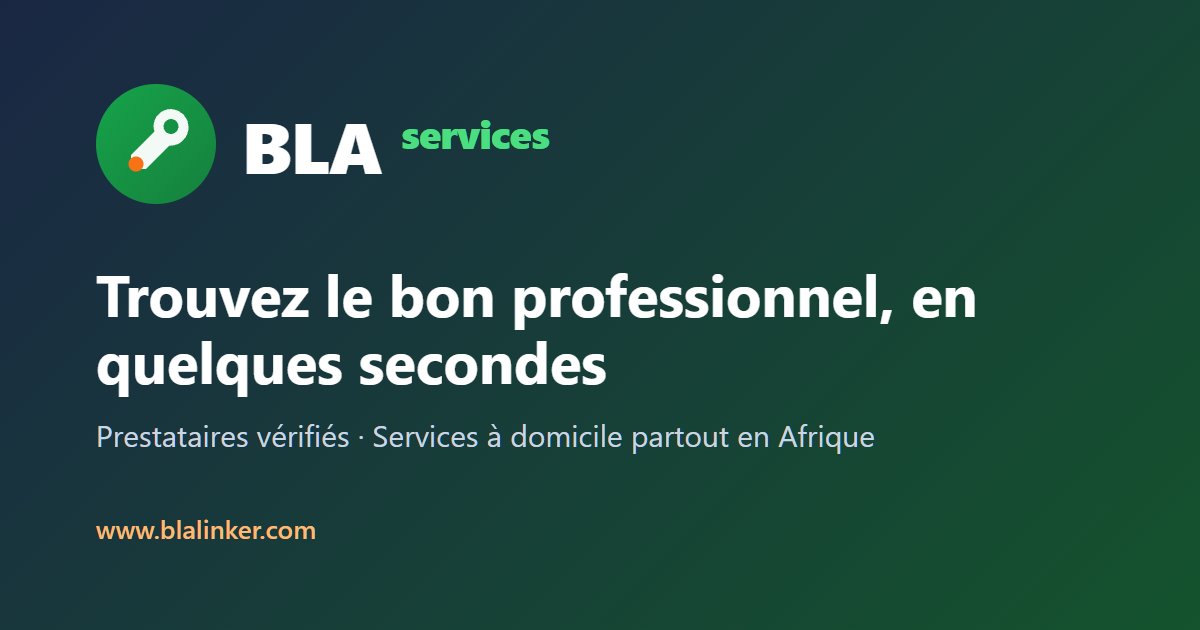 BLA services
Trouvez le bon professionnel, en
quelques secondes
Prestataires vérifiés · Services à domicile partout en Afrique
www.blalinker.com